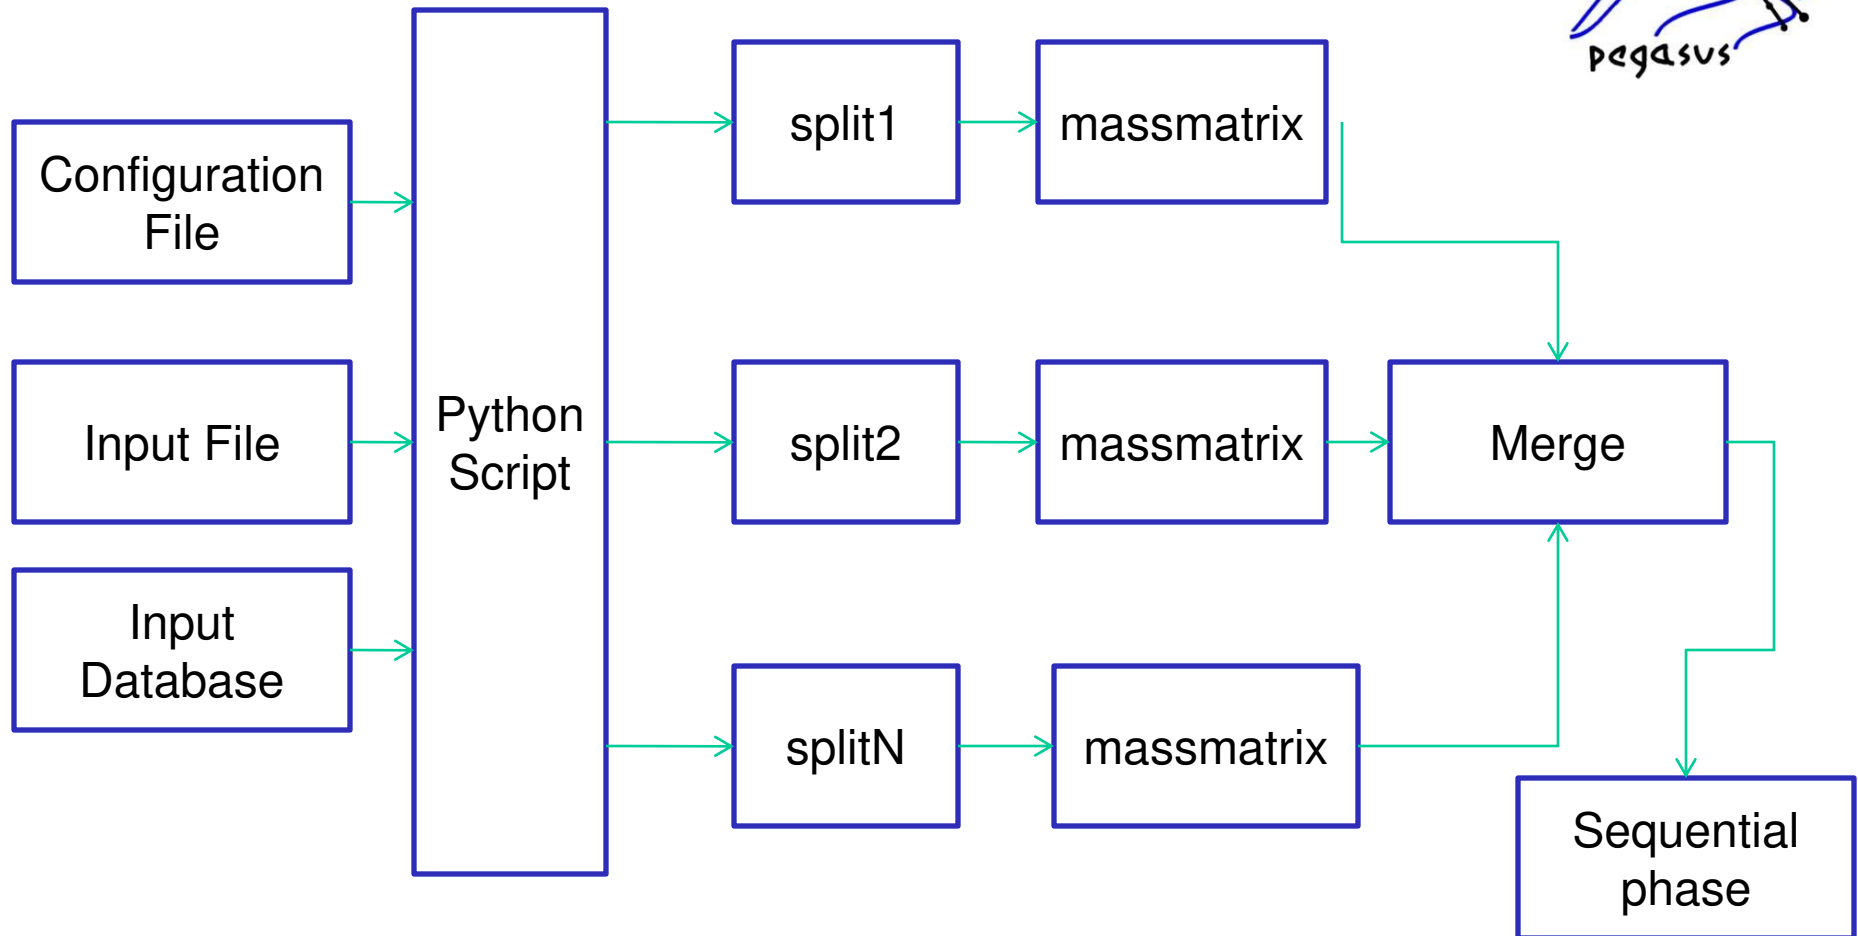 pegasus
Configuration
File
Input File
Input
Database
Python
Script
split1
massmatrix
split2
massmatrix
Merge
splitN
massmatrix
Sequential
phase